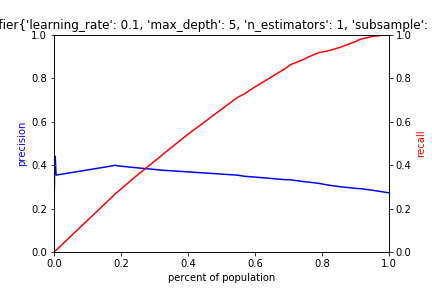 fier{'learning_rate': 0.1, 'max_depth': 5, 'n_estimators': 1, 'subsample':
1.0 1.0
0.8 0.8
0.6 0.6
0.4 0.4
0.2 0.2
0.0 0.0
precision
recall
0.0 0.2 0.4 0.6 0.8 1.0
percent of population